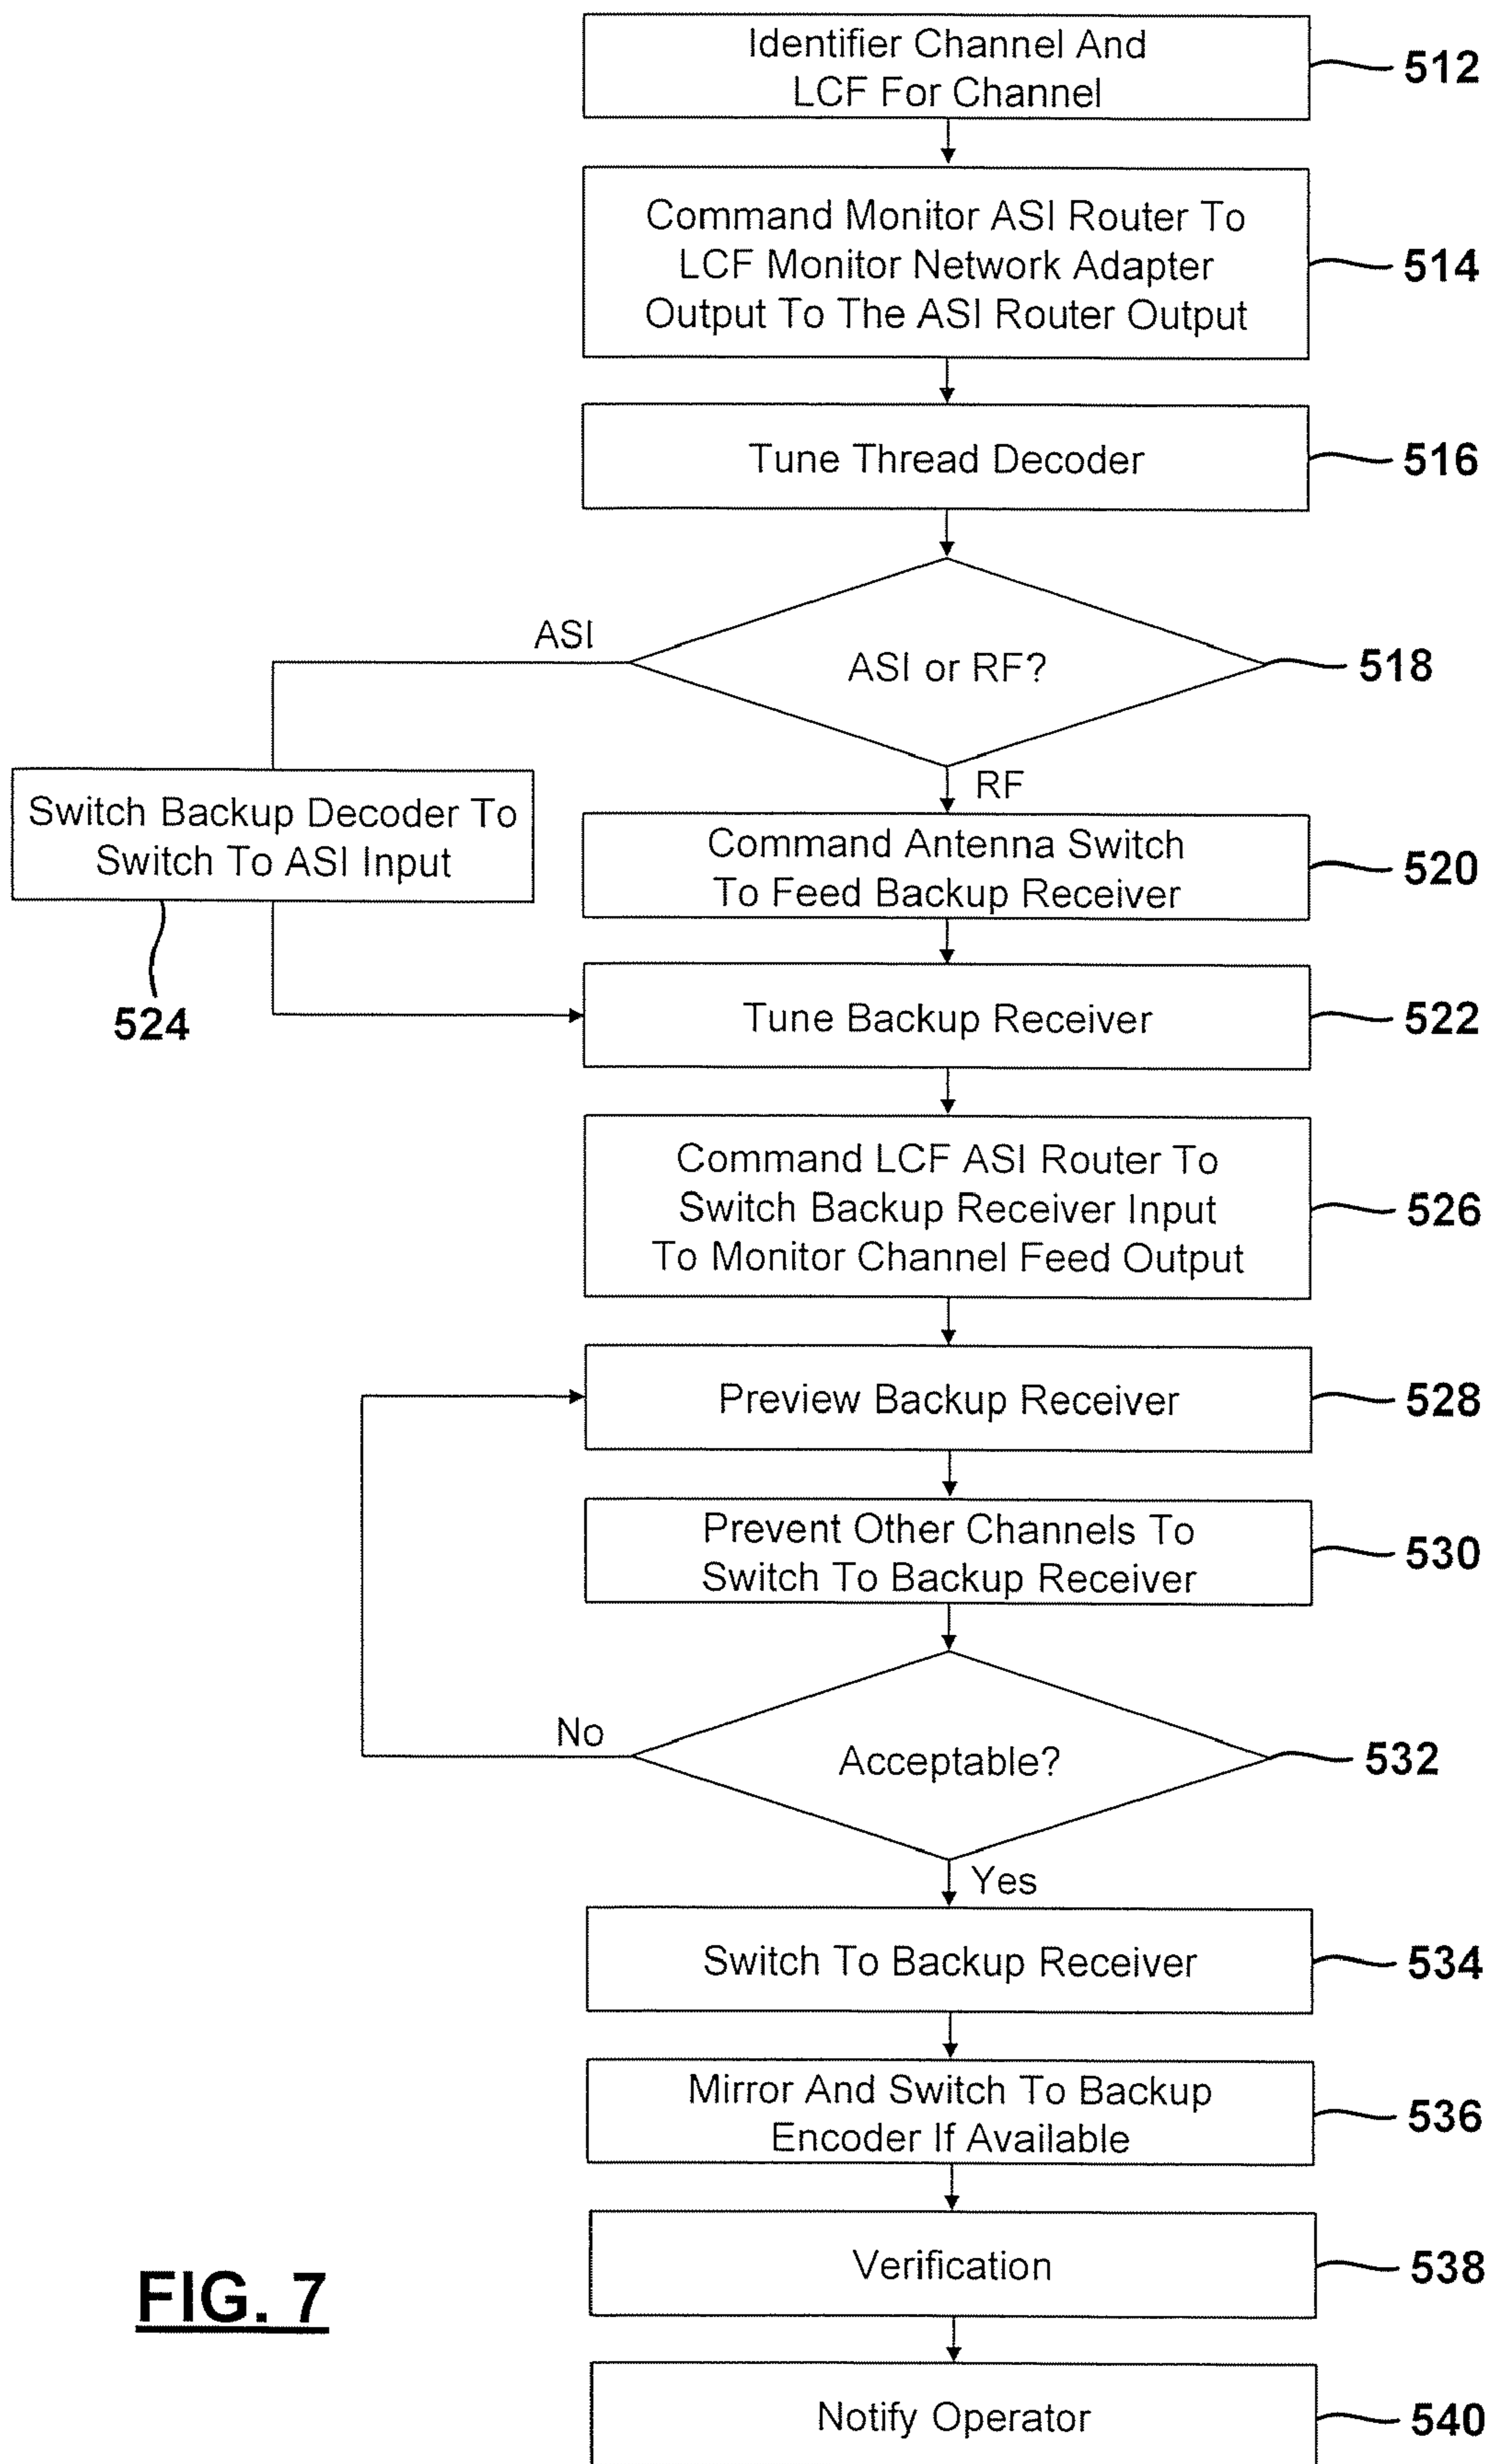 Identifier Channel And
LCF For Channel
512
Command Monitor ASI Router To
LCF Monitor Network Adapter
Output To The ASI Router Output
514
Tune Thread Decoder
516
ASI
ASI or RF?
518
RF
Switch Backup Decoder To
Switch To ASI Input
524
Command Antenna Switch
To Feed Backup Receiver
520
Tune Backup Receiver
522
Command LCF ASI Router To
Switch Backup Receiver Input
To Monitor Channel Feed Output
526
Preview Backup Receiver
528
Prevent Other Channels To
Switch To Backup Receiver
530
No
Acceptable?
532
Yes
Switch To Backup Receiver
534
Mirror And Switch To Backup
Encoder If Available
536
Verification
538
Notify Operator
540
FIG. 7